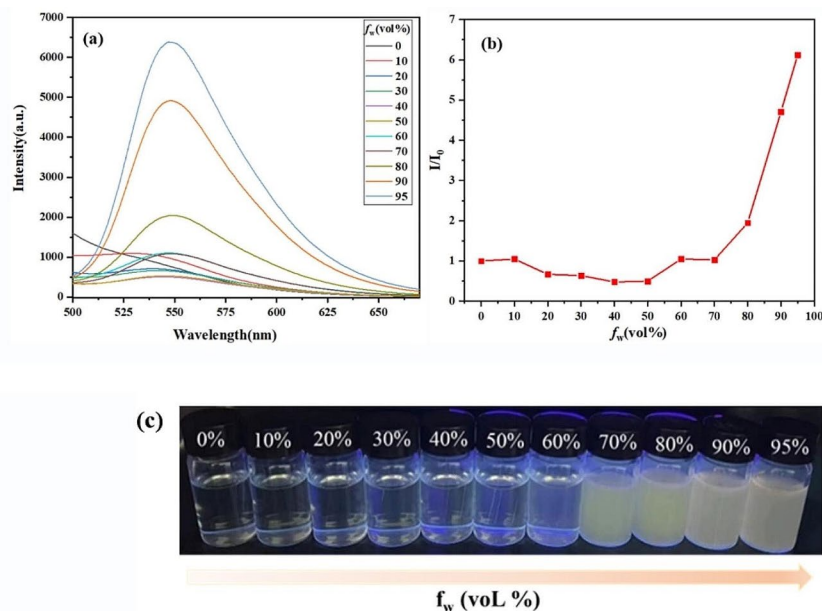 (a)
fw(vol%)
0
10
20
30
40
50
60
70
80
90
95
7000
6000
5000
4000
3000
2000
1000
0
Intensity(a.u.)
500 525 550 575 600 625 650
Wavelength(nm)
(b)
7
6
5
4
3
2
1
0
I/I0
0 10 20 30 40 50 60 70 80 90 100
fw(vol%)
(c)
0% 10% 20% 30% 40% 50% 60% 70% 80% 90% 95%
fw (voL %)